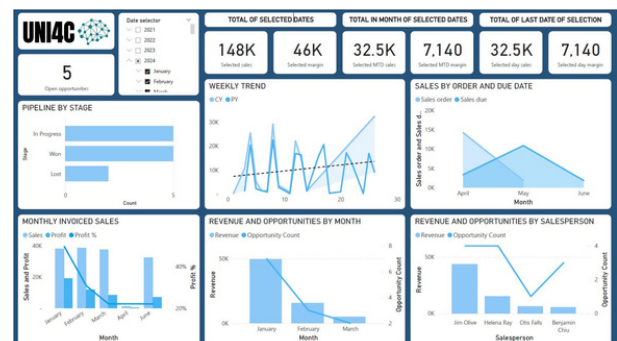 UNI4C
Date selector
2021
2022
2023
2024
January
February
March
5
Open opportunities
TOTAL OF SELECTED DATES
TOTAL IN MONTH OF SELECTED DATES
TOTAL OF LAST DATE OF SELECTION
148K
Selected sales
46K
Selected margin
32.5K
Selected MTD sales
7,140
Selected MTD margin
32.5K
Selected day sales
7,140
Selected day margin
PIPELINE BY STAGE
Stage
In Progress
Won
Lost
0
5
Count
WEEKLY TREND
CY PY
30K
20K
10K
0
10
20
30
SALES BY ORDER AND DUE DATE
Sales order Sales due
Sales order and Sales d...
20K
15K
10K
5K
0K
April May June
Month
MONTHLY INVOICED SALES
Sales Profit Profit %
Sales and Profit
40K
20K
40%
20%
Profit %
January February March April June
Month
REVENUE AND OPPORTUNITIES BY MONTH
Revenue Opportunity Count
Revenue
50K
0K
8
6
4
2
Opportunity Count
January February March
Month
REVENUE AND OPPORTUNITIES BY SALESPERSON
Revenue Opportunity Count
Revenue
50K
0K
4
2
0
Opportunity Count
Jim Olive Helena Ray Otis Falls Benjamin
Chiu
Salesperson